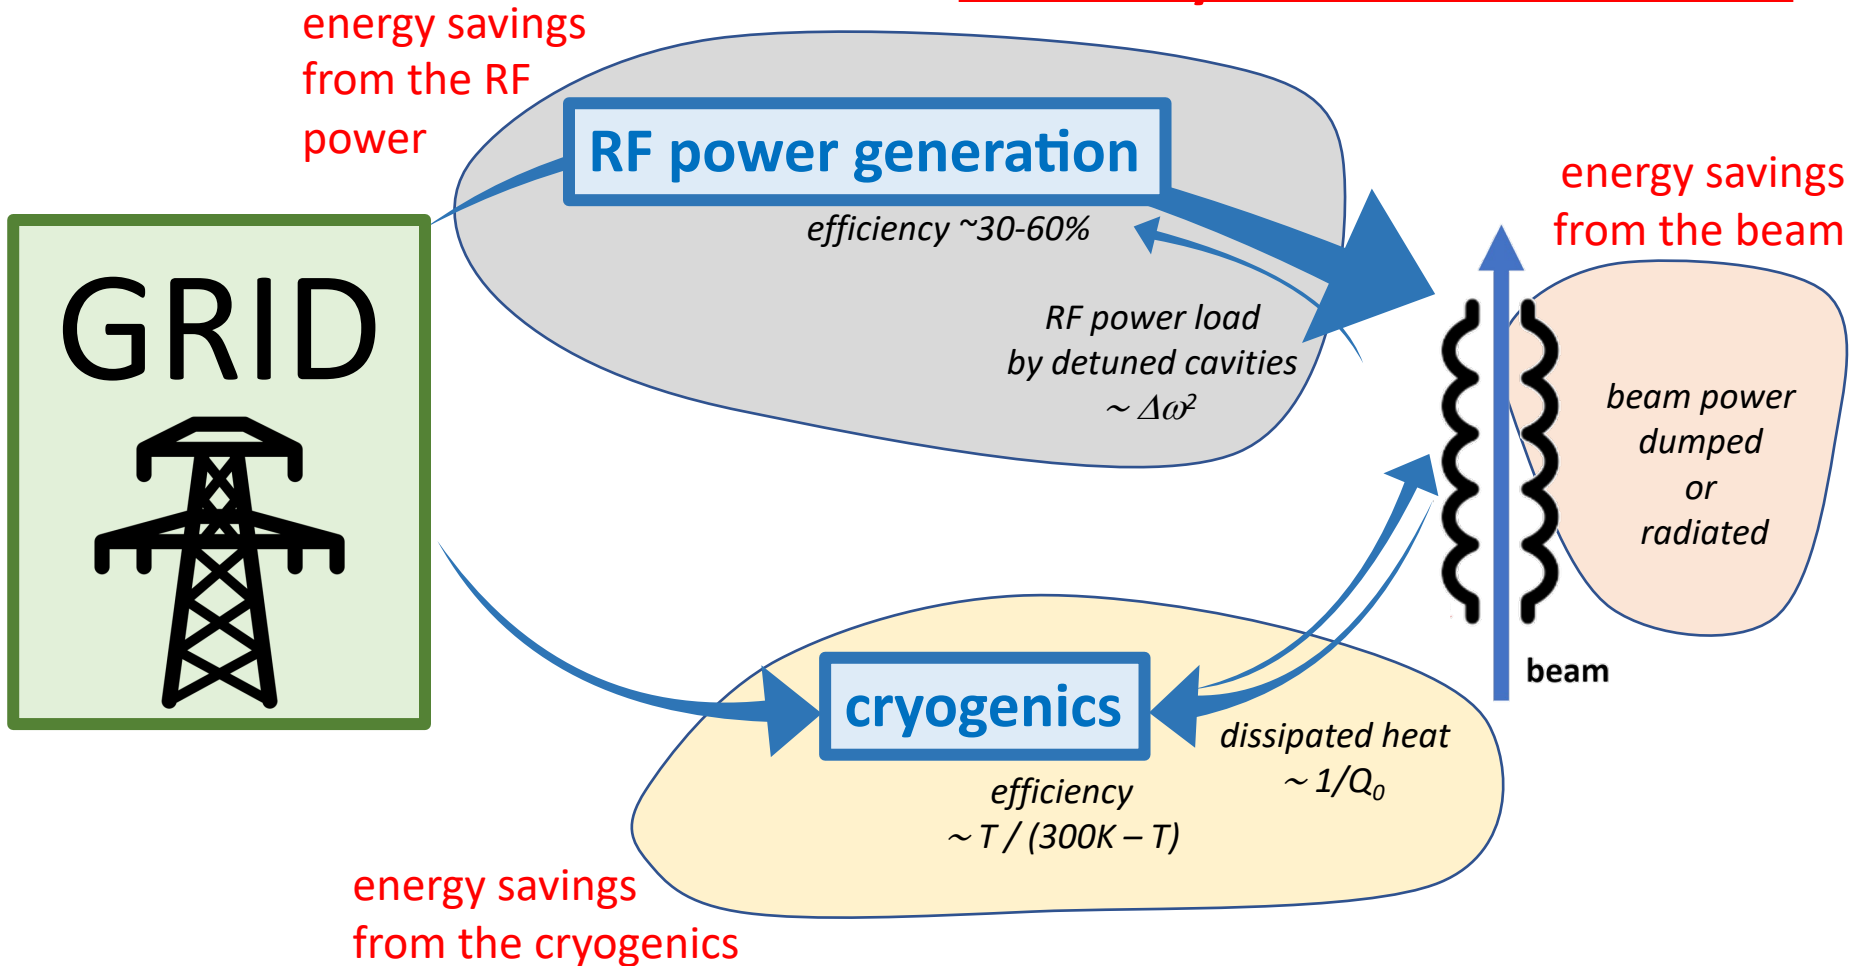 energy savings
from the RF
power
RF power generation
efficiency ~30-60%
energy savings
from the beam
GRID
RF power load
by detuned cavities
~ Δω²
beam power
dumped
or
radiated
beam
cryogenics
dissipated heat
~ 1/Q₀
efficiency
~ T / (300K – T)
energy savings
from the cryogenics